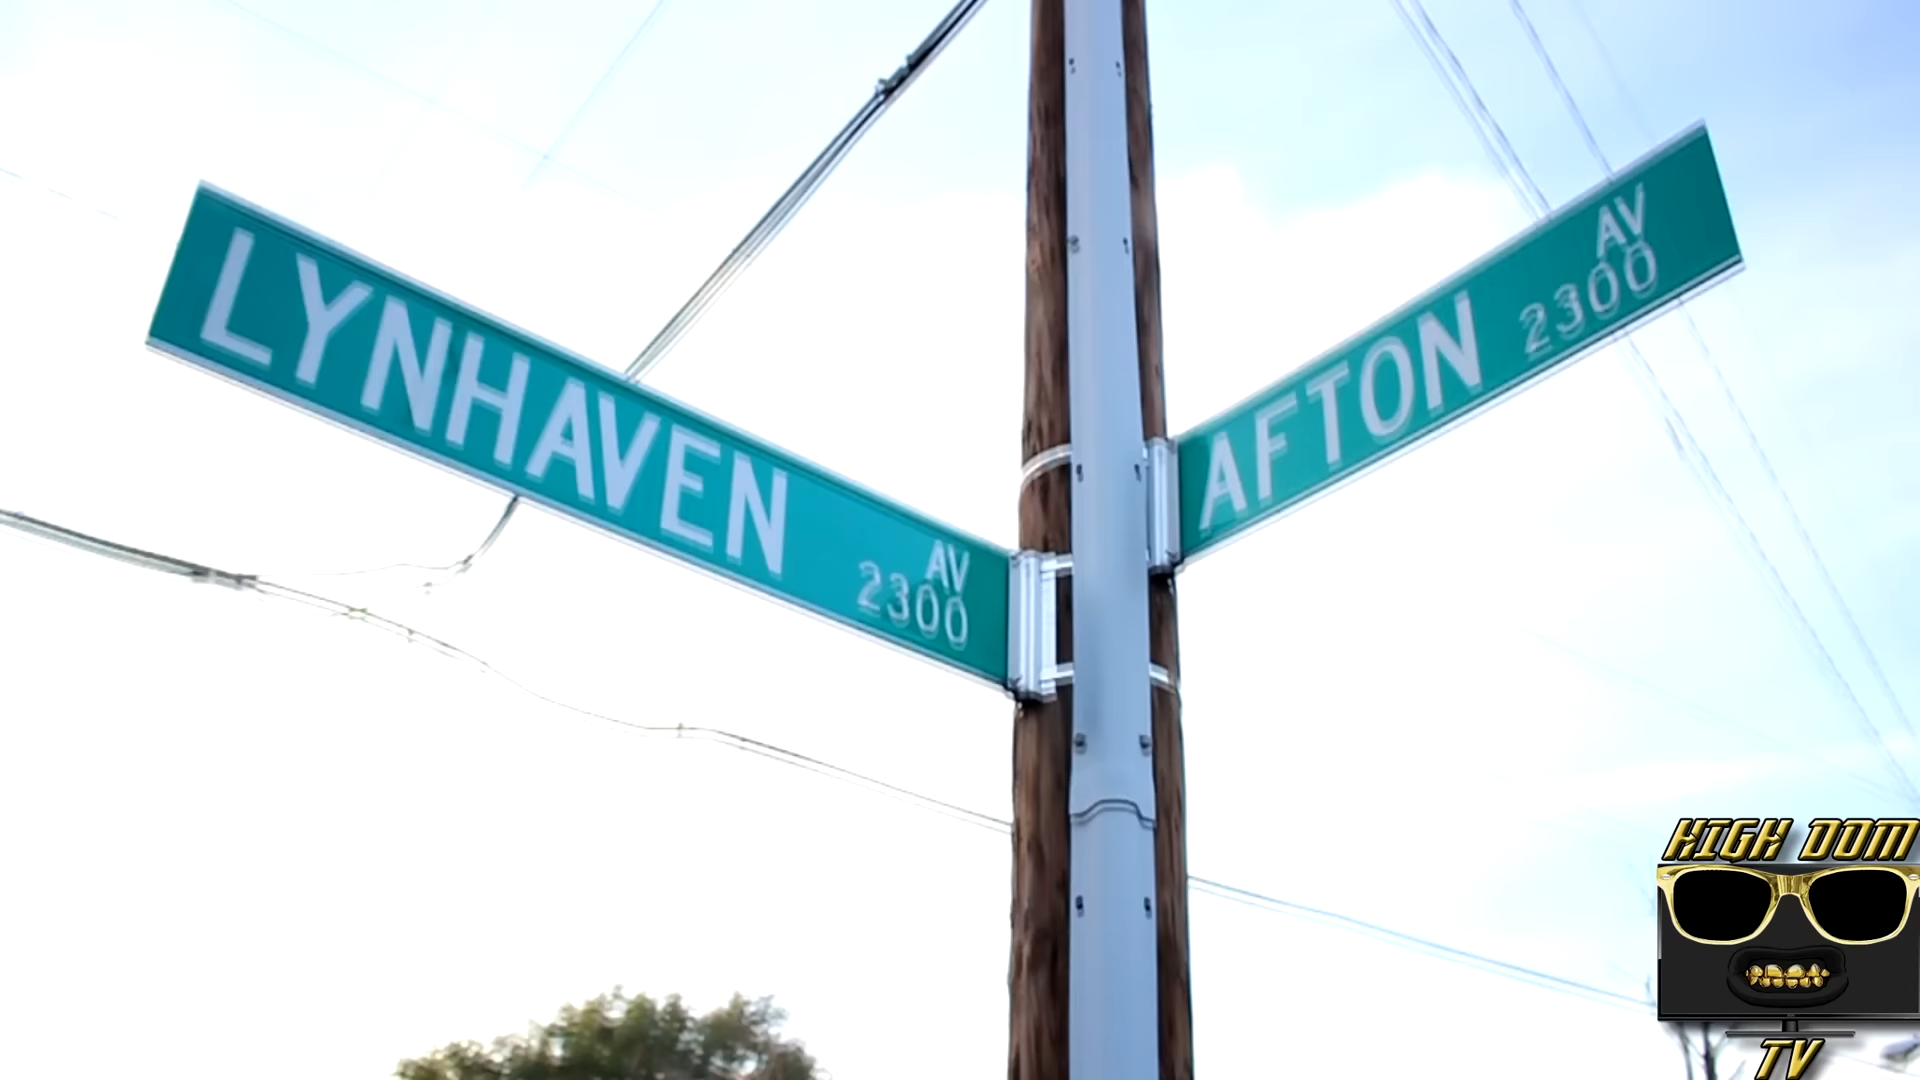 LYNHAVEN
AV
2300
AFTON
AV
2300
HIGH DOM
TV